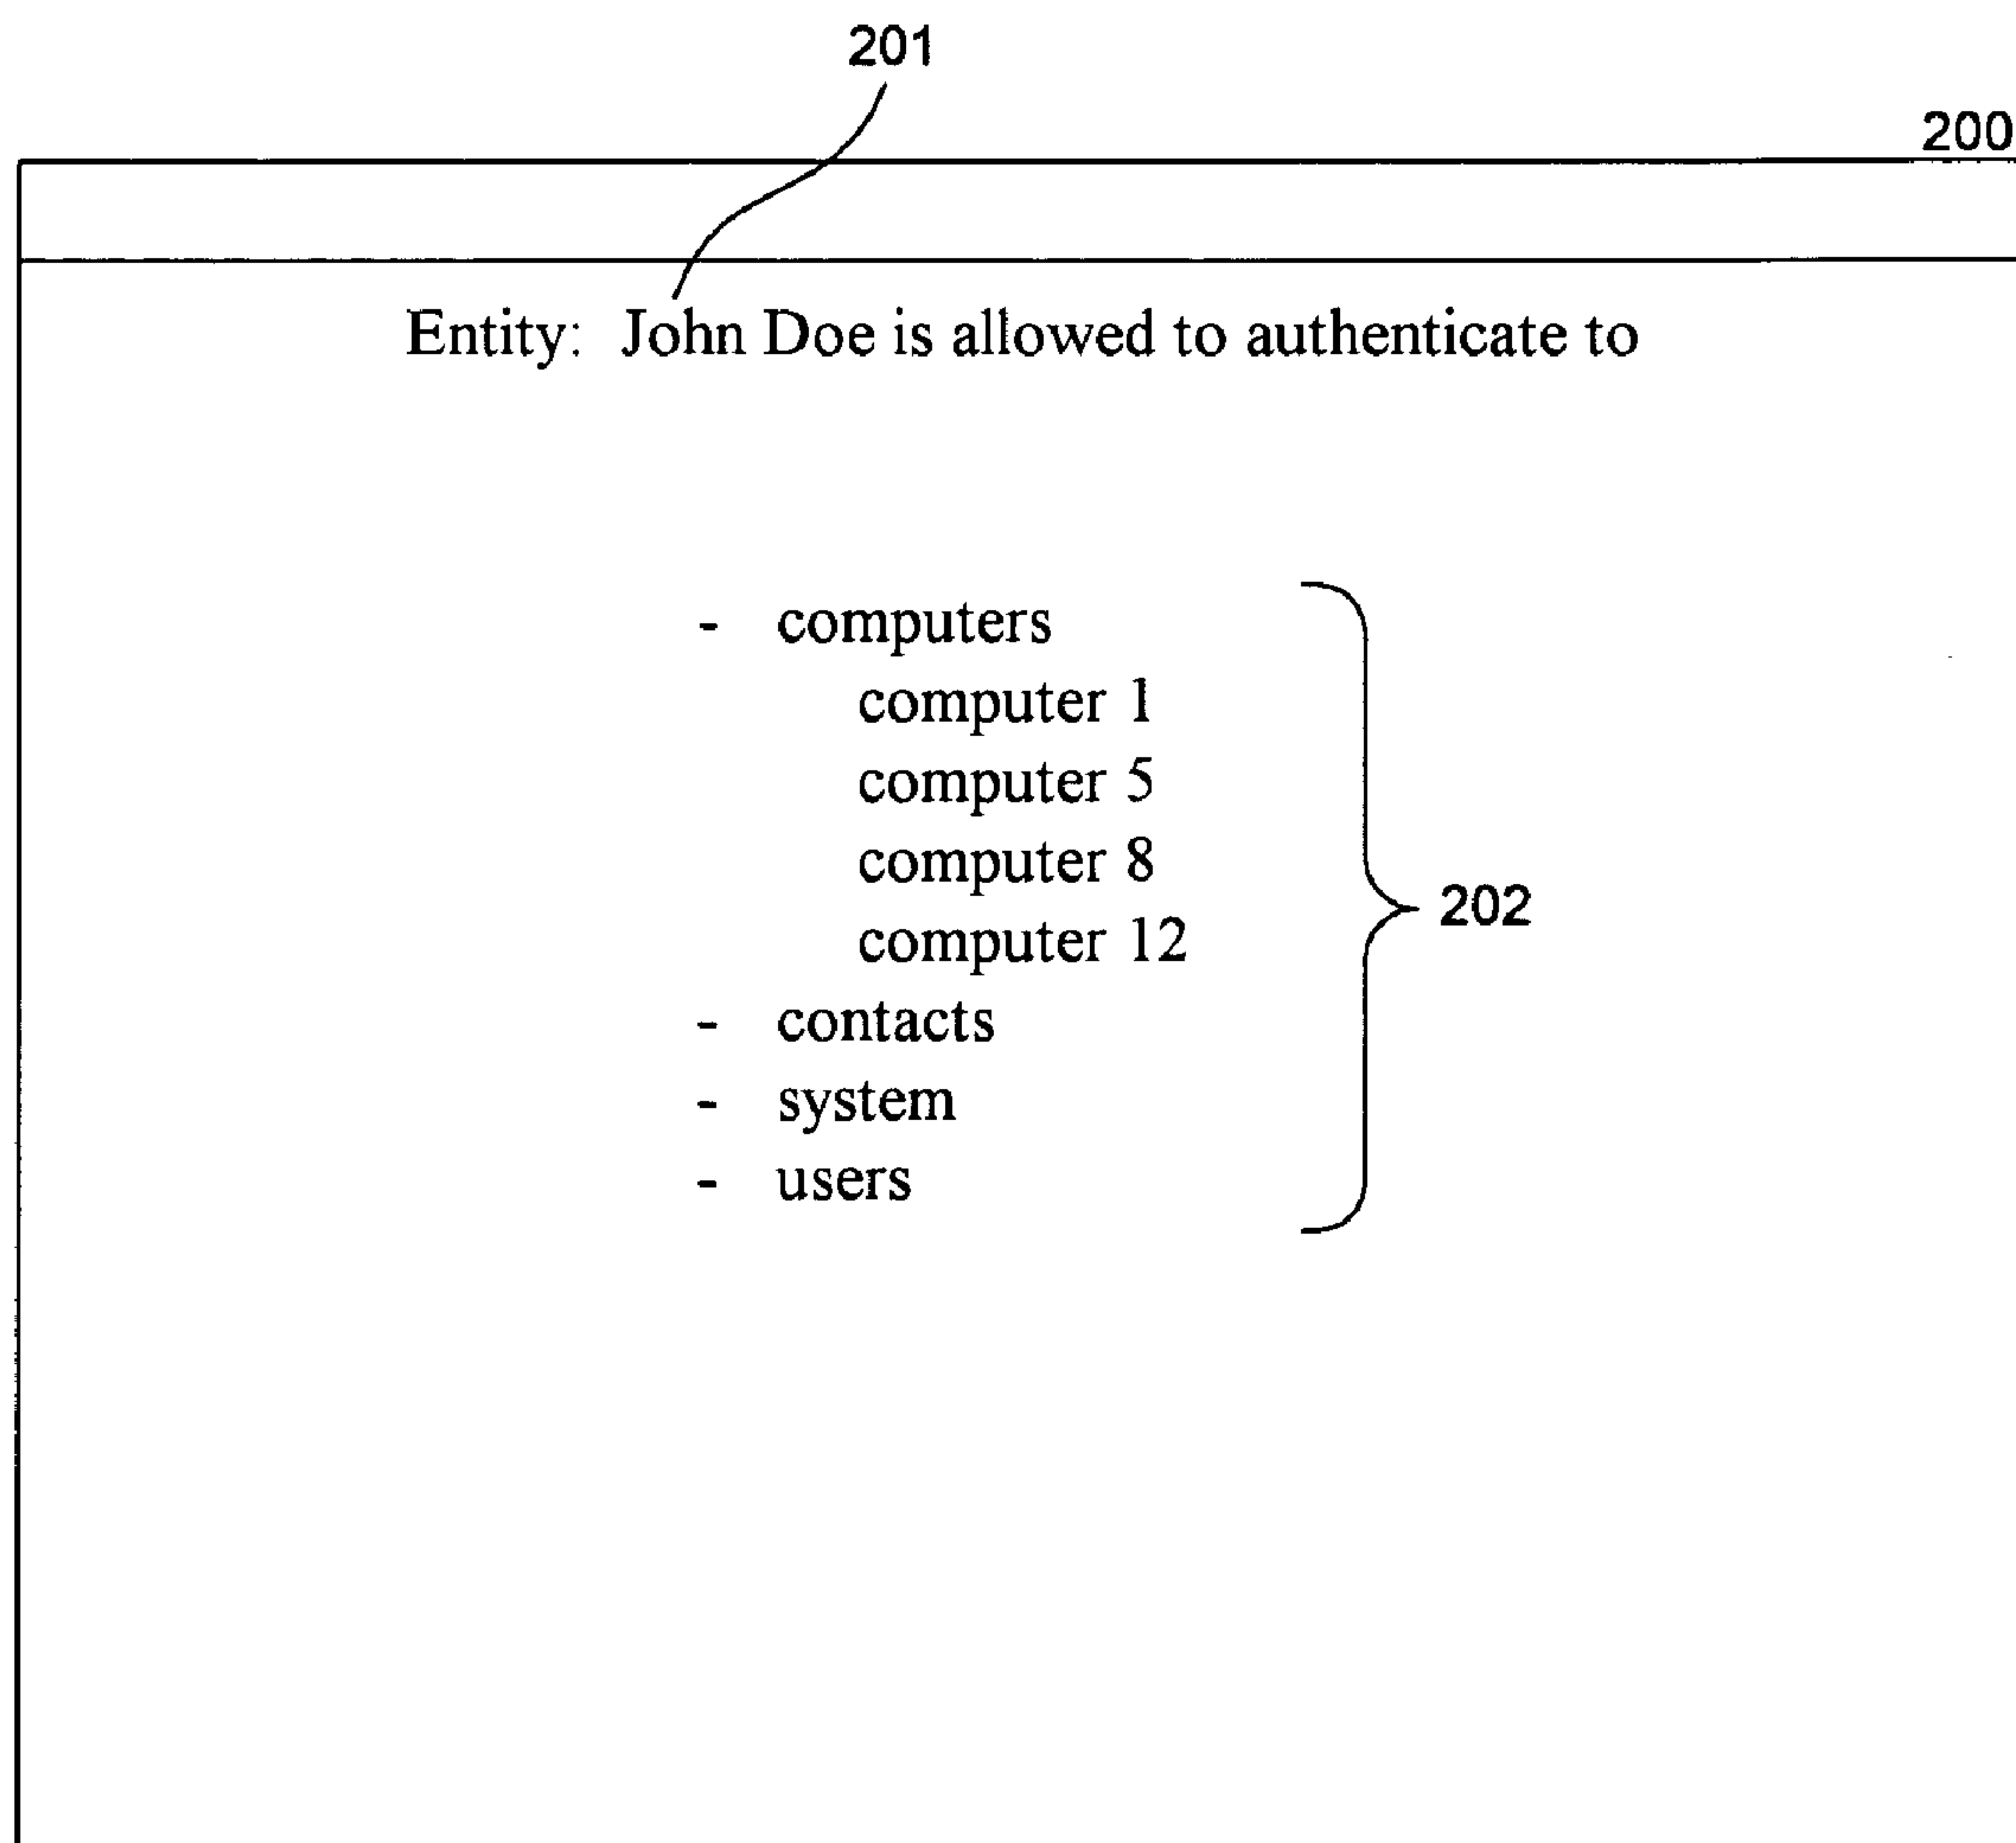 201
200
Entity: John Doe is allowed to authenticate to
- computers
computer 1
computer 5
computer 8
computer 12
- contacts
- system
- users
202